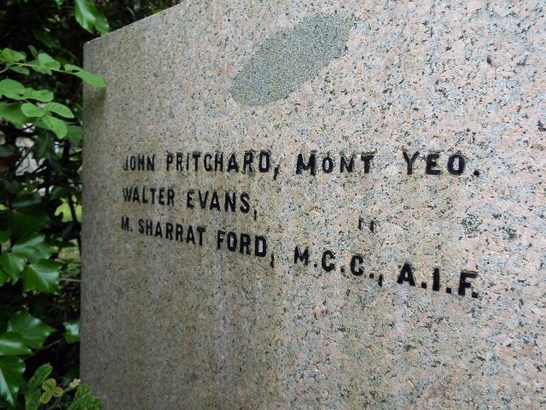 JOHN PRITCHARD, MONT YEO.
WALTER EVANS, "
M. SHARRAT FORD, M.G.C., A.I.F.